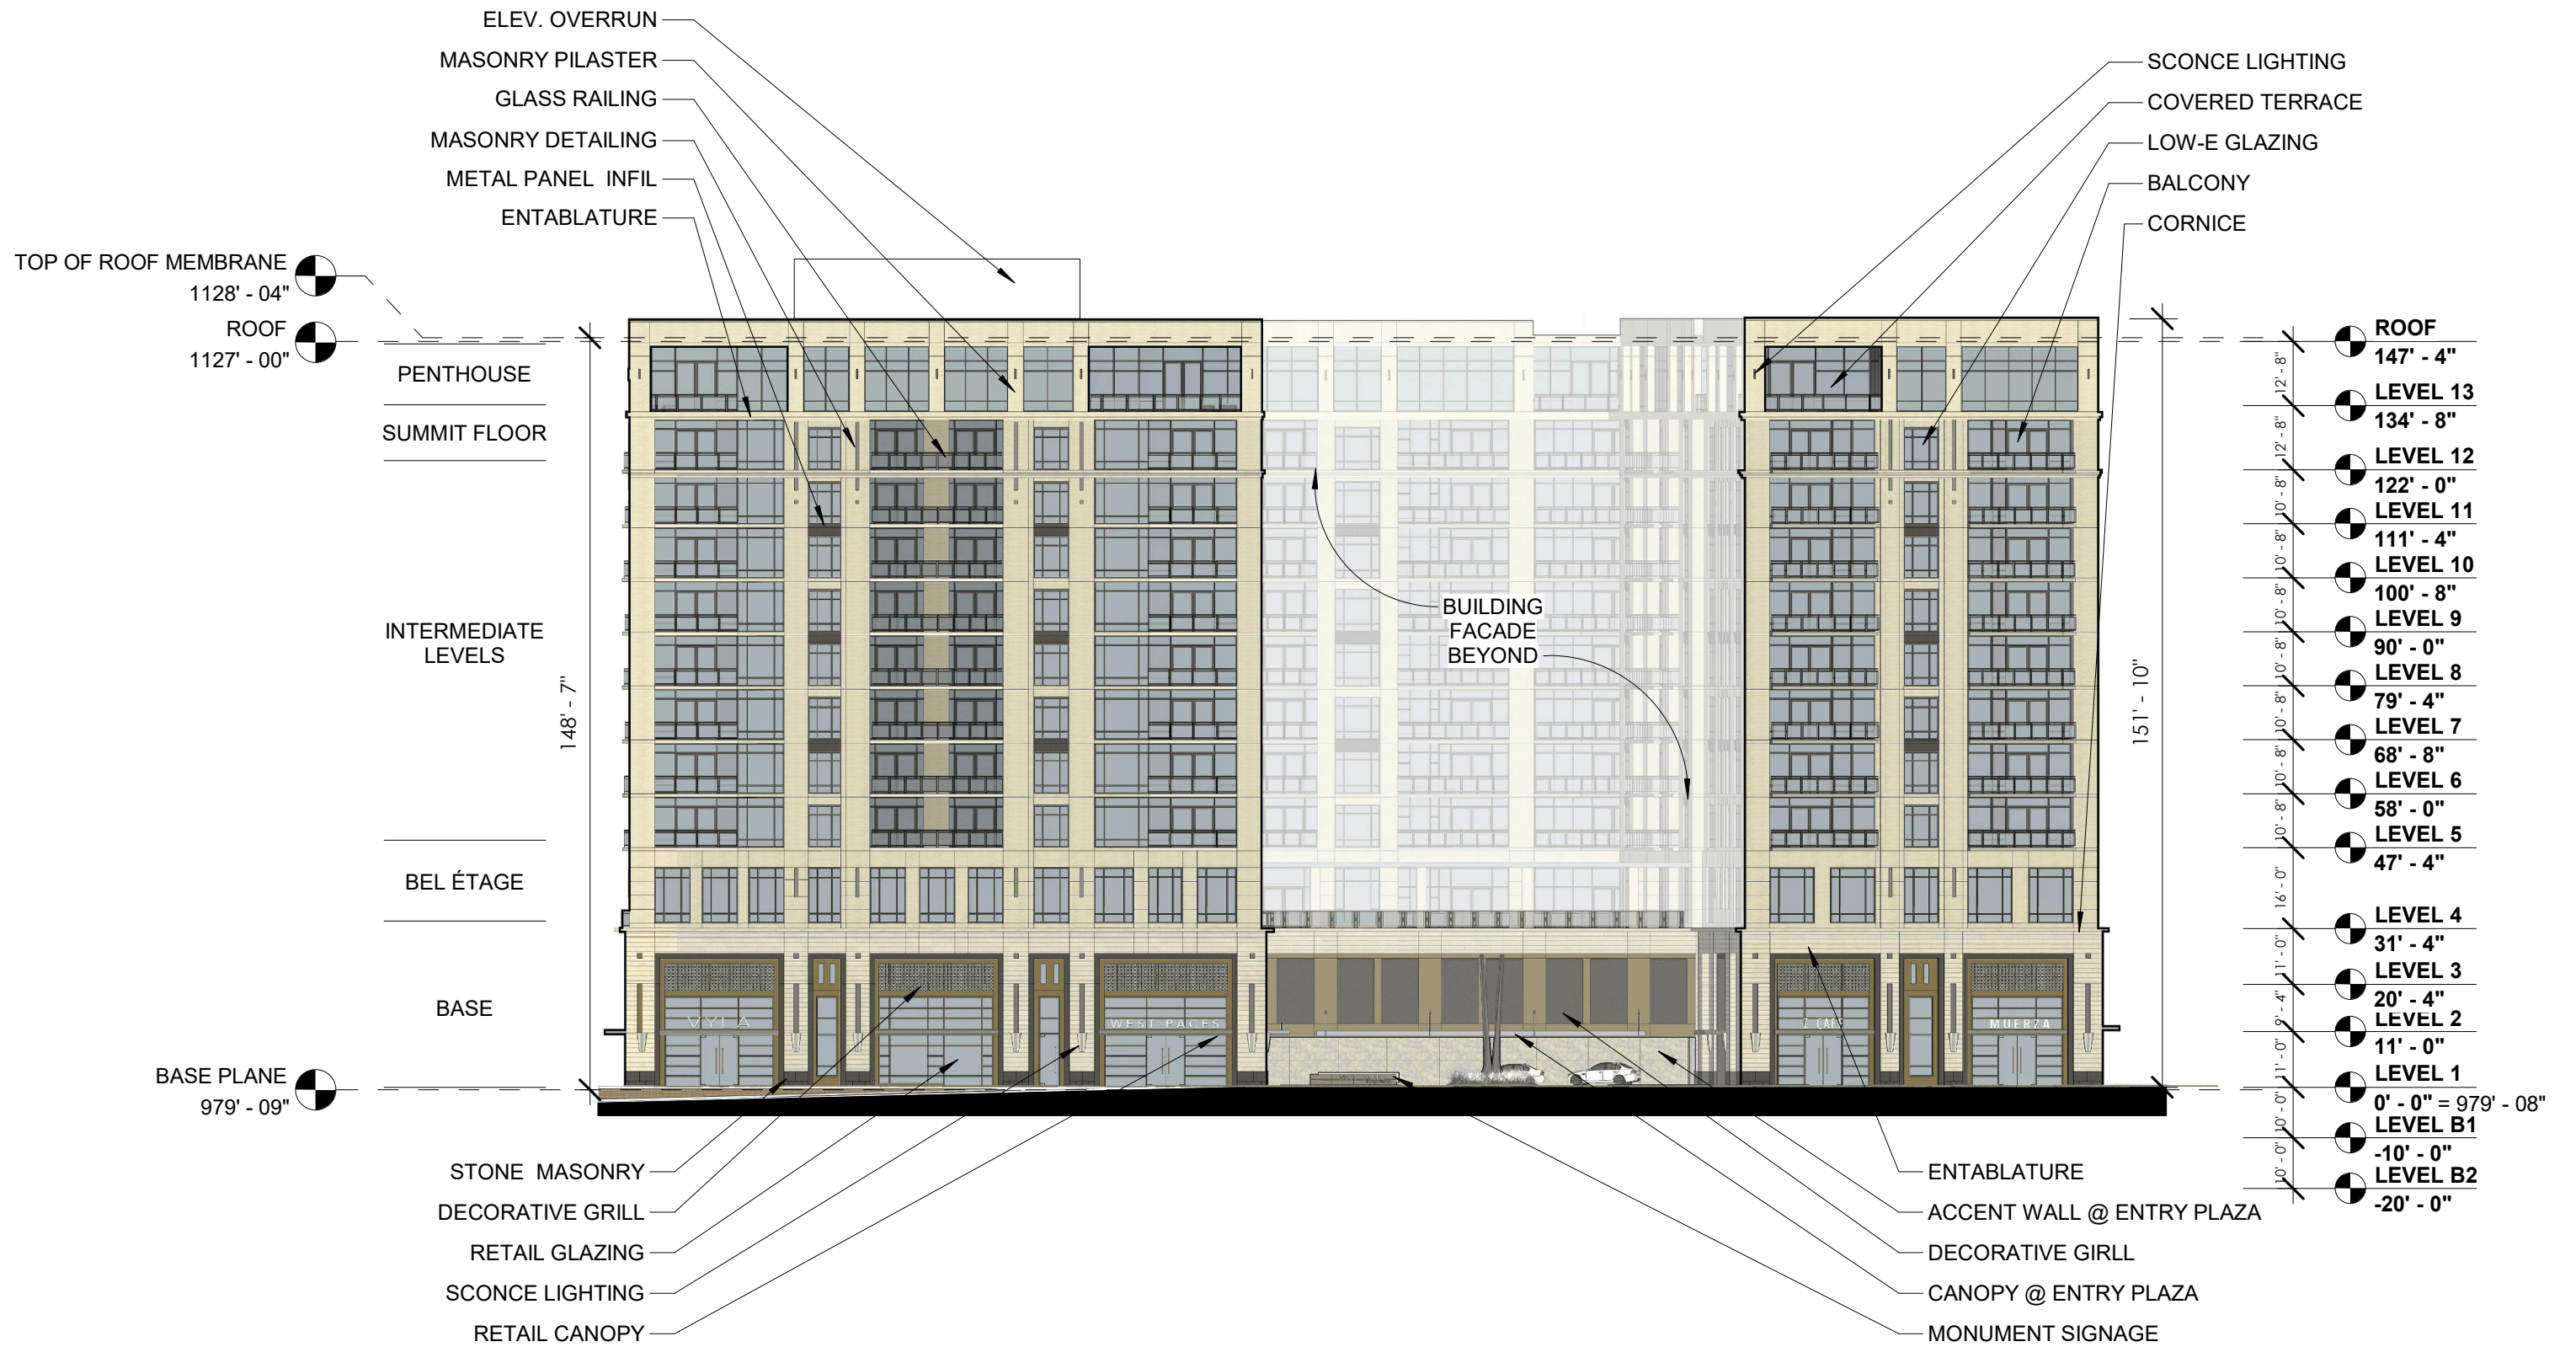 ELEV. OVERRUN
MASONRY PILASTER
GLASS RAILING
MASONRY DETAILING
METAL PANEL INFIL
ENTABLATURE
SCONCE LIGHTING
COVERED TERRACE
LOW-E GLAZING
BALCONY
CORNICE
TOP OF ROOF MEMBRANE
1128' - 04"
ROOF
1127' - 00"
PENTHOUSE
SUMMIT FLOOR
INTERMEDIATE
LEVELS
BEL ÉTAGE
BASE
BASE PLANE
979' - 09"
148' - 7"
BUILDING
FACADE
BEYOND
WEST PACES
Z CAFE
MUERZA
151' - 10"
12' - 8"
12' - 8"
10' - 8"
10' - 8"
10' - 8"
10' - 8"
10' - 8"
10' - 8"
10' - 8"
16' - 0"
11' - 0"
9' - 4"
11' - 0"
10' - 0"
10' - 0"
ROOF
147' - 4"
LEVEL 13
134' - 8"
LEVEL 12
122' - 0"
LEVEL 11
111' - 4"
LEVEL 10
100' - 8"
LEVEL 9
90' - 0"
LEVEL 8
79' - 4"
LEVEL 7
68' - 8"
LEVEL 6
58' - 0"
LEVEL 5
47' - 4"
LEVEL 4
31' - 4"
LEVEL 3
20' - 4"
LEVEL 2
11' - 0"
LEVEL 1
0' - 0" = 979' - 08"
LEVEL B1
-10' - 0"
LEVEL B2
-20' - 0"
STONE MASONRY
DECORATIVE GRILL
RETAIL GLAZING
SCONCE LIGHTING
RETAIL CANOPY
ENTABLATURE
ACCENT WALL @ ENTRY PLAZA
DECORATIVE GIRLL
CANOPY @ ENTRY PLAZA
MONUMENT SIGNAGE